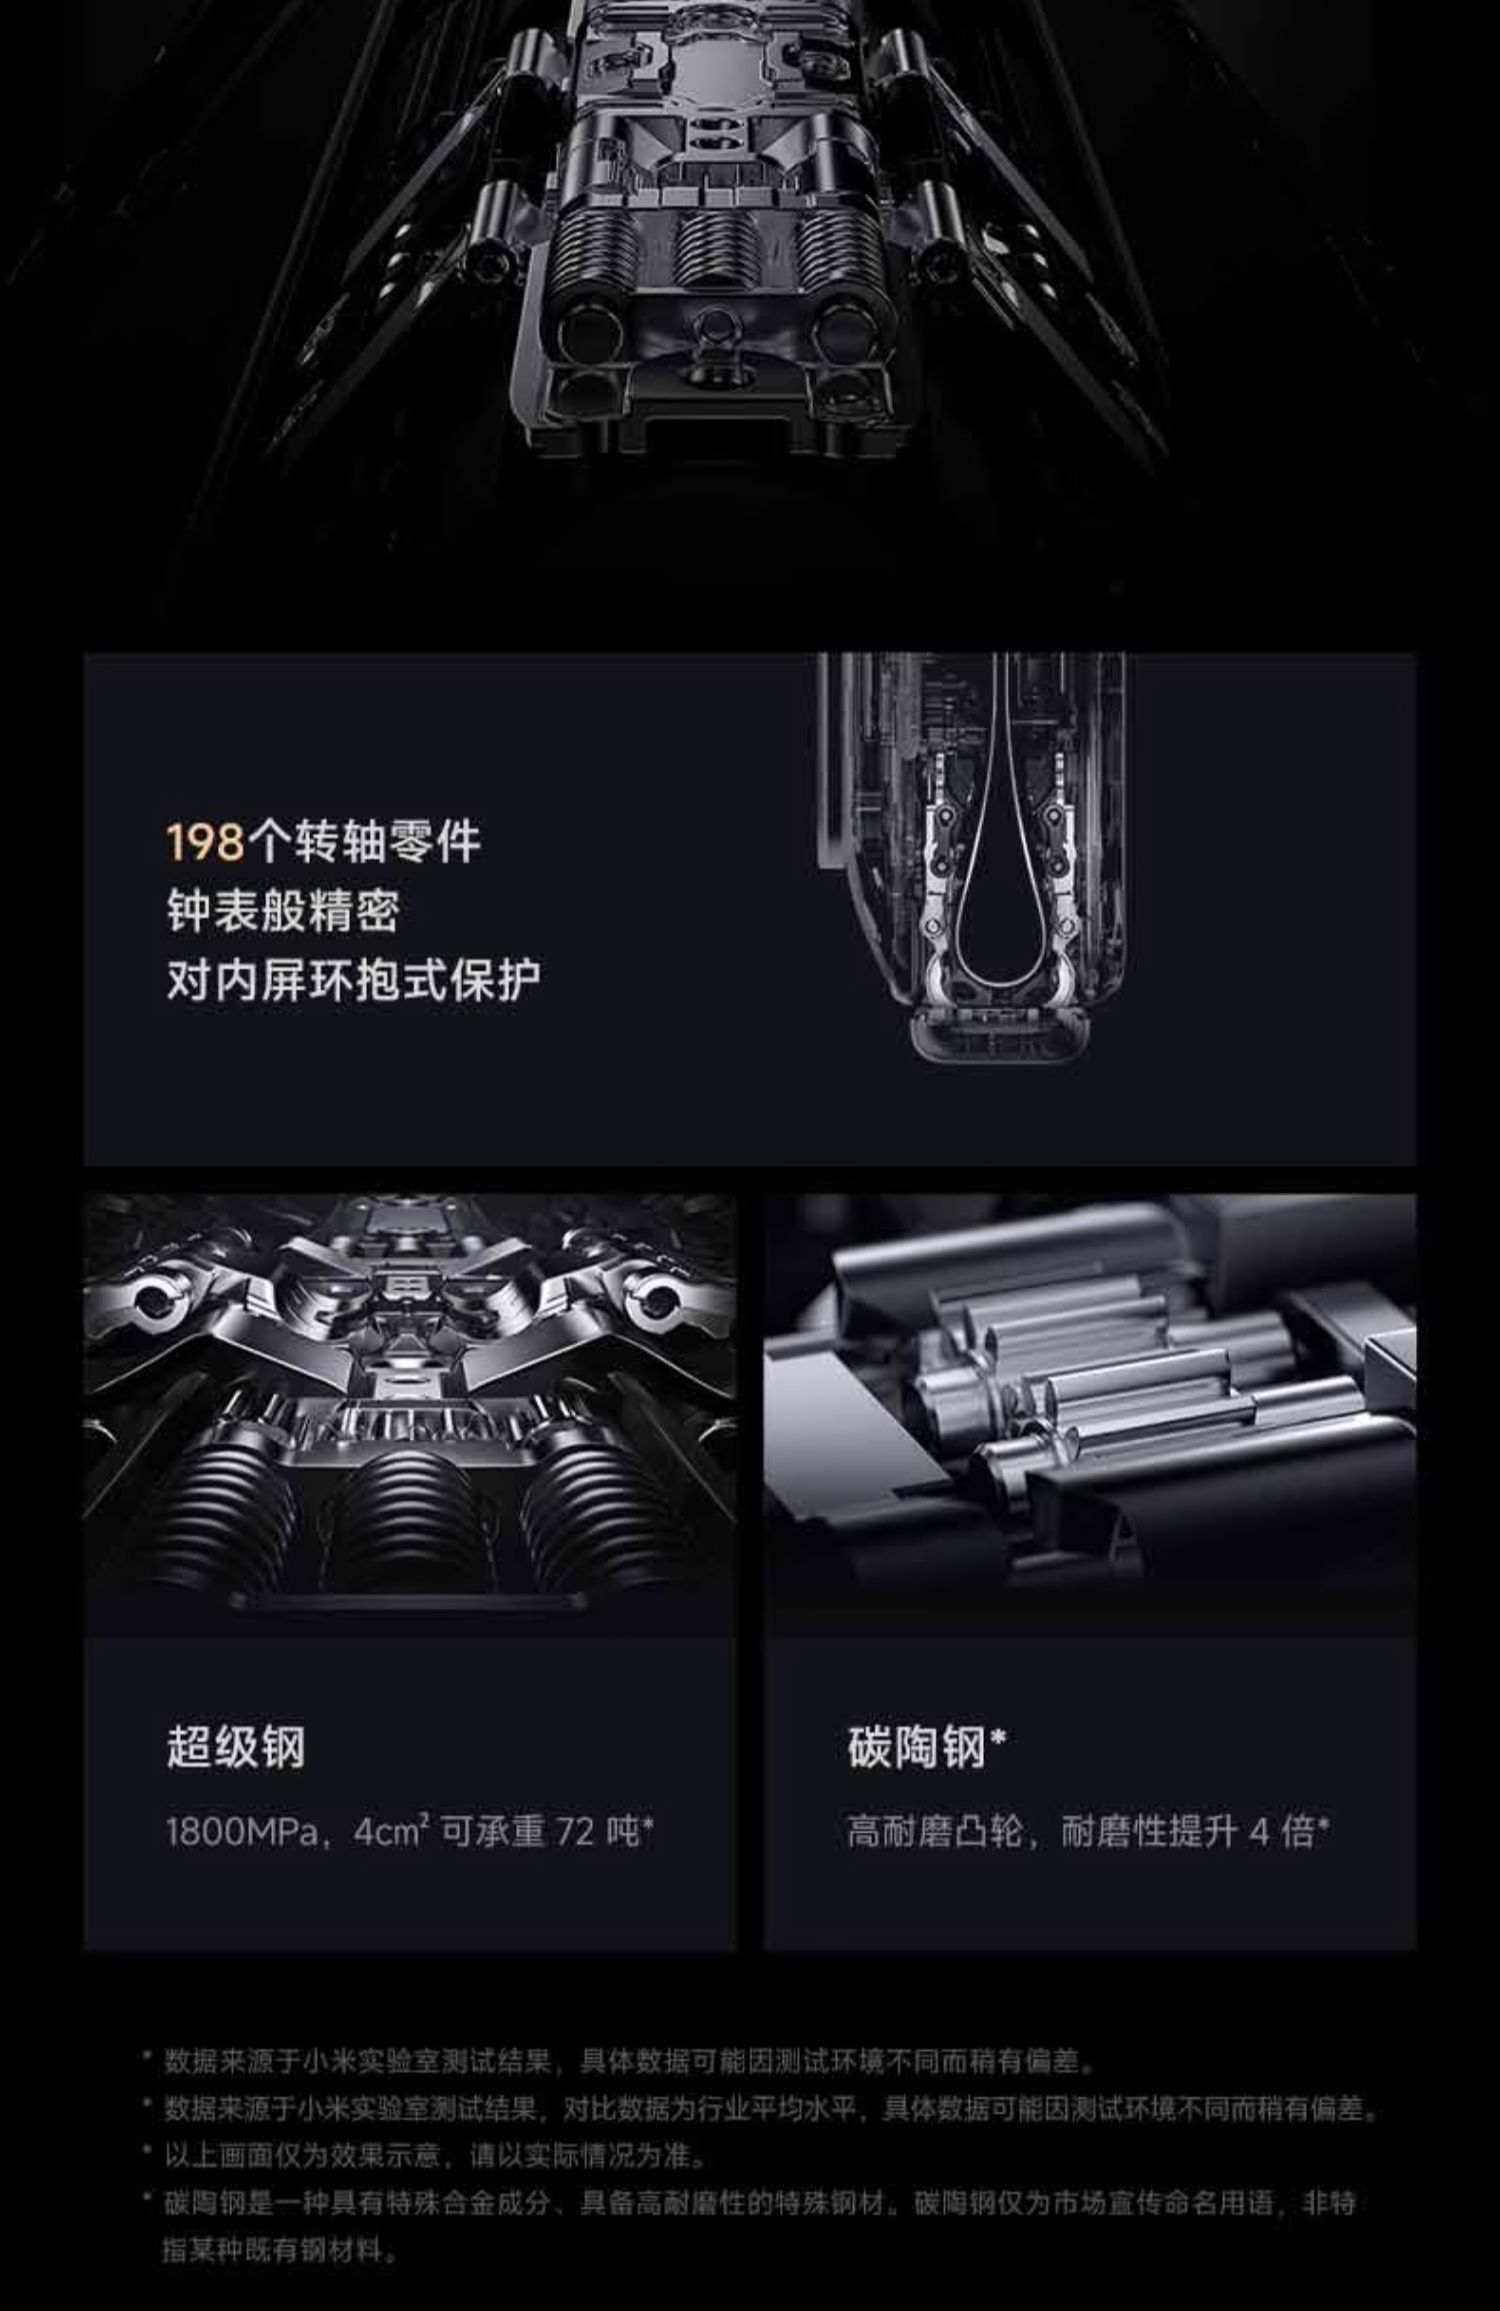 198个转轴零件
钟表般精密
对内屏环抱式保护
超级钢
1800MPa，4cm² 可承重 72 吨*
碳陶钢*
高耐磨凸轮，耐磨性提升 4 倍*
* 数据来源于小米实验室测试结果，具体数据可能因测试环境不同而稍有偏差。
* 数据来源于小米实验室测试结果，对比数据为行业平均水平，具体数据可能因测试环境不同而稍有偏差。
* 以上画面仅为效果示意，请以实际情况为准。
* 碳陶钢是一种具有特殊合金成分、具备高耐磨性的特殊钢材。碳陶钢仅为市场宣传命名用语，非特
指某种既有钢材料。